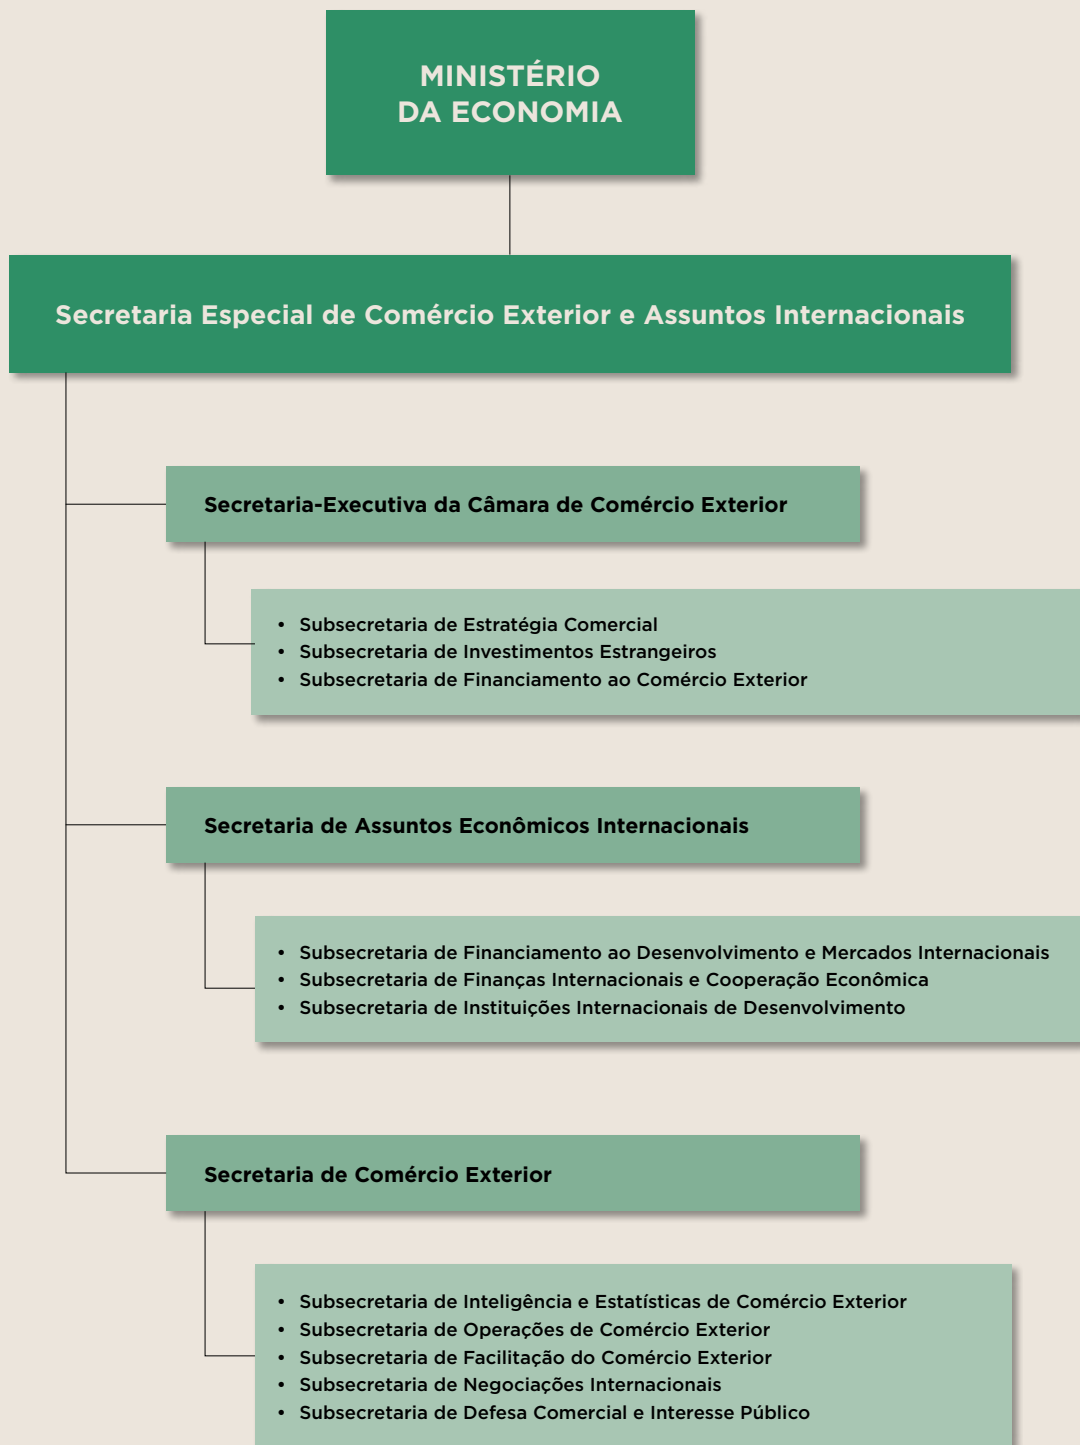 MINISTÉRIO
DA ECONOMIA
Secretaria Especial de Comércio Exterior e Assuntos Internacionais
Secretaria-Executiva da Câmara de Comércio Exterior
• Subsecretaria de Estratégia Comercial
• Subsecretaria de Investimentos Estrangeiros
• Subsecretaria de Financiamento ao Comércio Exterior
Secretaria de Assuntos Econômicos Internacionais
• Subsecretaria de Financiamento ao Desenvolvimento e Mercados Internacionais
• Subsecretaria de Finanças Internacionais e Cooperação Econômica
• Subsecretaria de Instituições Internacionais de Desenvolvimento
Secretaria de Comércio Exterior
• Subsecretaria de Inteligência e Estatísticas de Comércio Exterior
• Subsecretaria de Operações de Comércio Exterior
• Subsecretaria de Facilitação do Comércio Exterior
• Subsecretaria de Negociações Internacionais
• Subsecretaria de Defesa Comercial e Interesse Público